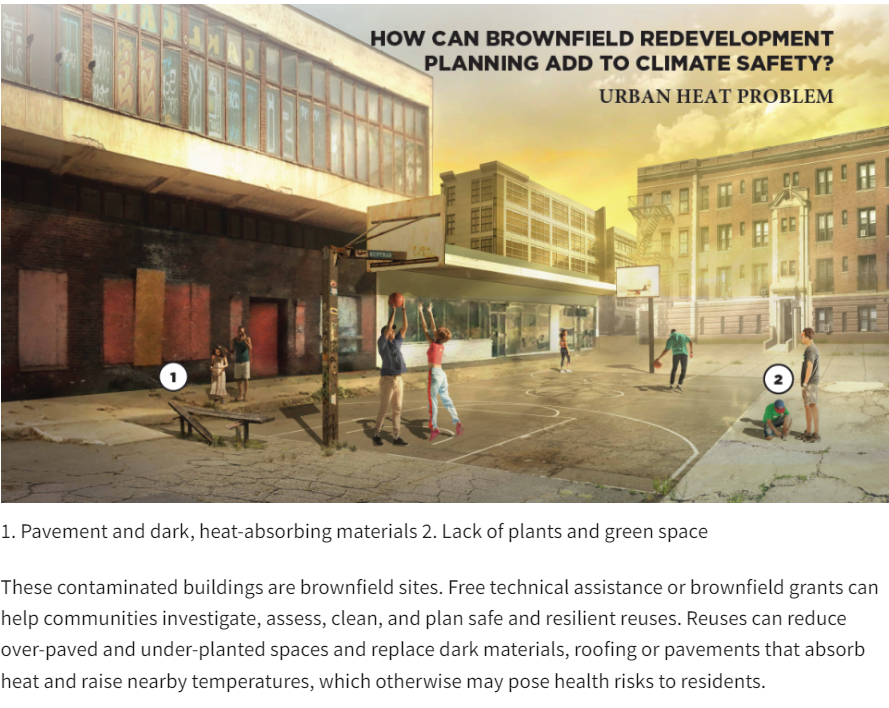 HOW CAN BROWNFIELD REDEVELOPMENT
PLANNING ADD TO CLIMATE SAFETY?
URBAN HEAT PROBLEM
1
2
1. Pavement and dark, heat-absorbing materials 2. Lack of plants and green space
These contaminated buildings are brownfield sites. Free technical assistance or brownfield grants can
help communities investigate, assess, clean, and plan safe and resilient reuses. Reuses can reduce
over-paved and under-planted spaces and replace dark materials, roofing or pavements that absorb
heat and raise nearby temperatures, which otherwise may pose health risks to residents.